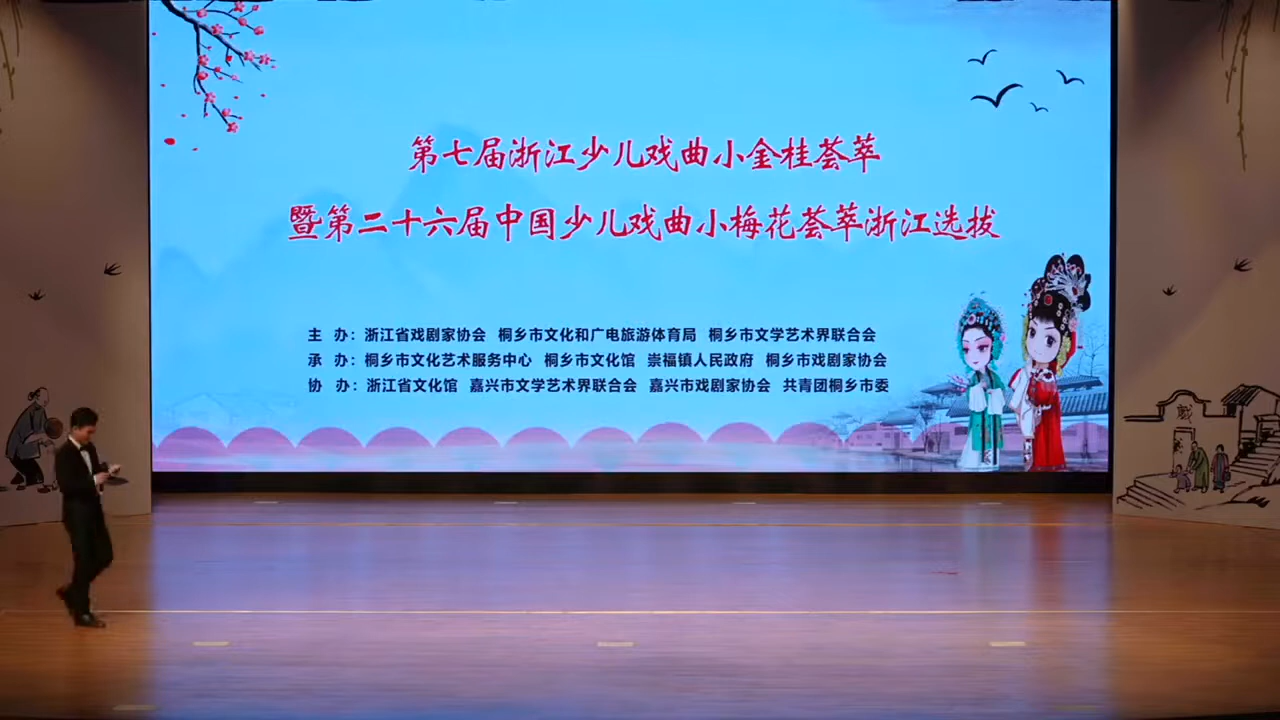 第七届浙江少儿戏曲小金桂荟萃
暨第二十六届中国少儿戏曲小梅花荟萃浙江选拔
主 办：浙江省戏剧家协会 桐乡市文化和广电旅游体育局 桐乡市文学艺术界联合会
承 办：桐乡市文化艺术服务中心 桐乡市文化馆 崇福镇人民政府 桐乡市戏剧家协会
协 办：浙江省文化馆 嘉兴市文学艺术界联合会 嘉兴市戏剧家协会 共青团桐乡市委